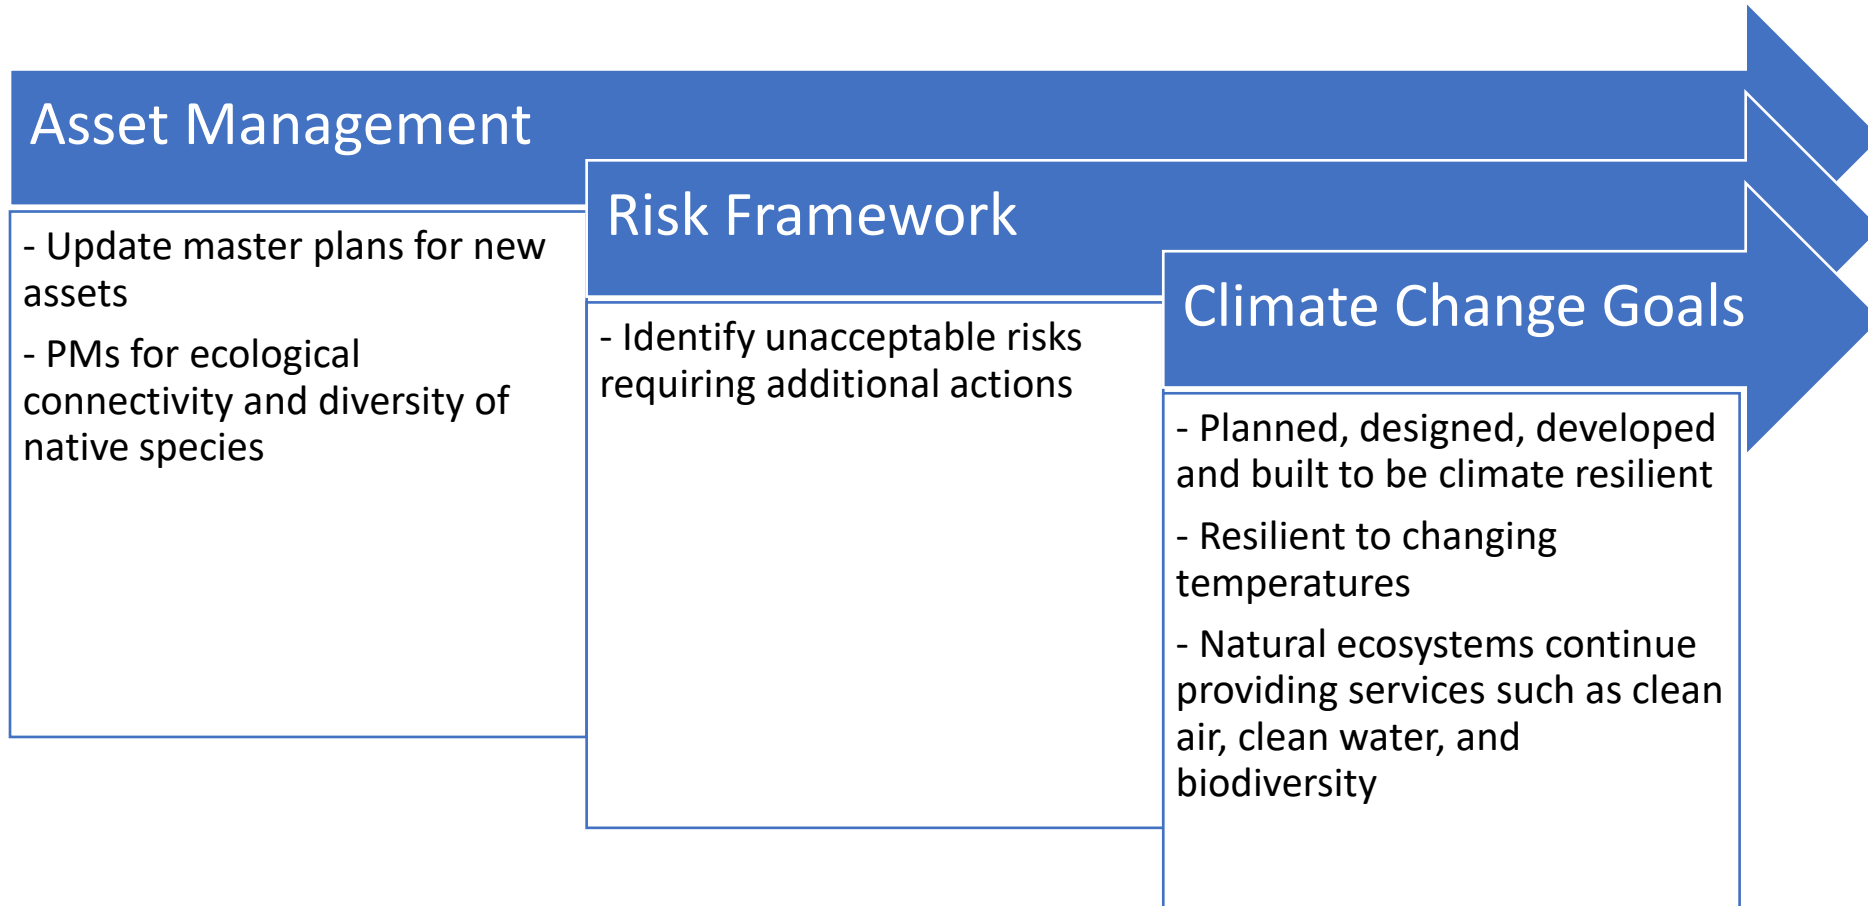 Asset Management
- Update master plans for new
assets
- PMs for ecological
connectivity and diversity of
native species
Risk Framework
- Identify unacceptable risks
requiring additional actions
Climate Change Goals
- Planned, designed, developed
and built to be climate resilient
- Resilient to changing
temperatures
- Natural ecosystems continue
providing services such as clean
air, clean water, and
biodiversity